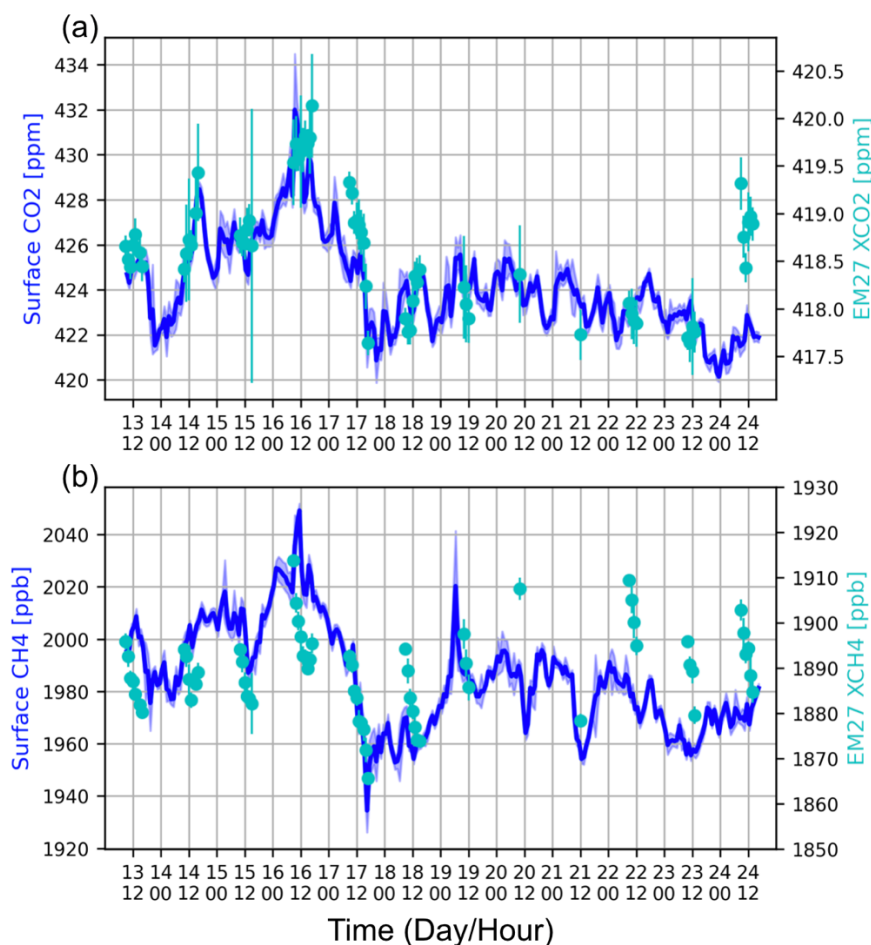 (a)
434
432
430
428
426
424
422
420
Surface CO2 [ppm]
420.5
420.0
419.5
419.0
418.5
418.0
417.5
EM27 XCO2 [ppm]
13 14 14 15 15 16 16 17 17 18 18 19 19 20 20 21 21 22 22 23 23 24 24
12 00 12 00 12 00 12 00 12 00 12 00 12 00 12 00 12 00 12 00 12 00 12
(b)
2040
2020
2000
1980
1960
1940
1920
Surface CH4 [ppb]
1930
1920
1910
1900
1890
1880
1870
1860
1850
EM27 XCH4 [ppb]
13 14 14 15 15 16 16 17 17 18 18 19 19 20 20 21 21 22 22 23 23 24 24
12 00 12 00 12 00 12 00 12 00 12 00 12 00 12 00 12 00 12 00 12 00 12
Time (Day/Hour)